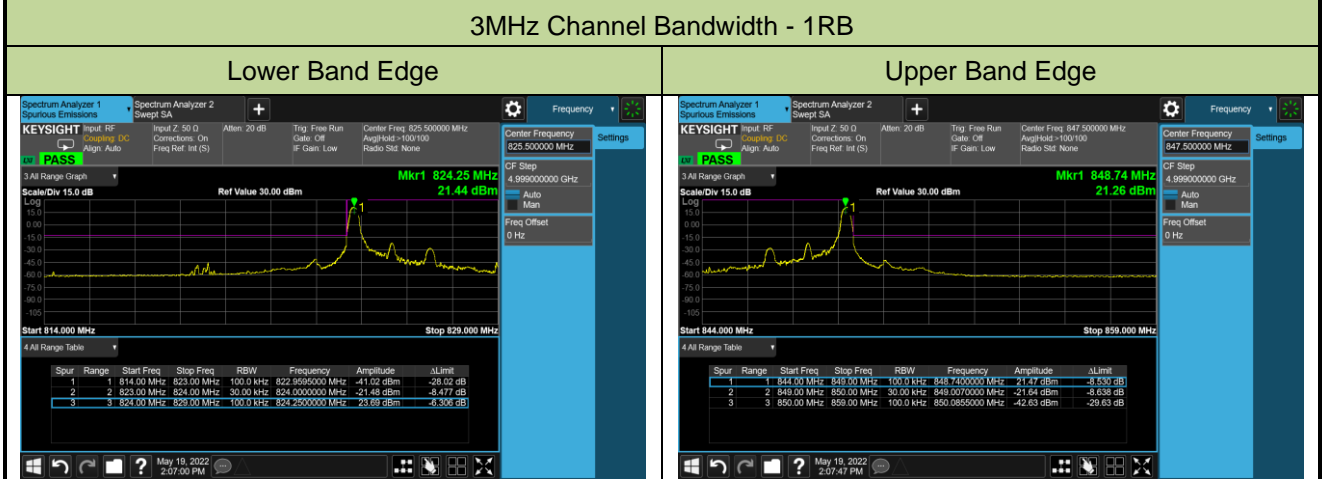 3MHz Channel Bandwidth - 1RB
Lower Band Edge
Upper Band Edge
Spectrum Analyzer 1
Spurious Emissions
Spectrum Analyzer 2
Swept SA
Frequency
KEYSIGHT
Input: RF
Coupling: DC
Align: Auto
Input Z: 50 Ω
Corrections: On
Freq Ref: Int (S)
Atten: 20 dB
Trig: Free Run
Gate: Off
IF Gain: Low
Center Freq: 825.500000 MHz
Avg|Hold:>100/100
Radio Std: None
PASS
Center Frequency
825.500000 MHz
Settings
CF Step
4.999000000 GHz
Auto
Man
Freq Offset
0 Hz
3 All Range Graph
Mkr1 824.25 MHz
Scale/Div 15.0 dB
Ref Value 30.00 dBm
21.44 dBm
Log
15.0
0.00
-15.0
-30.0
-45.0
-60.0
-75.0
-90.0
-105
1
Start 814.000 MHz
Stop 829.000 MHz
4 All Range Table
Spur Range Start Freq Stop Freq RBW Frequency Amplitude ΔLimit
1 1 814.00 MHz 823.00 MHz 100.0 kHz 822.9595000 MHz -41.02 dBm -28.02 dB
2 2 823.00 MHz 824.00 MHz 30.00 kHz 824.0000000 MHz -21.48 dBm -8.477 dB
3 3 824.00 MHz 829.00 MHz 100.0 kHz 824.2500000 MHz 23.69 dBm -6.306 dB
?
May 19, 2022
2:07:00 PM
Spectrum Analyzer 1
Spurious Emissions
Spectrum Analyzer 2
Swept SA
Frequency
KEYSIGHT
Input: RF
Coupling: DC
Align: Auto
Input Z: 50 Ω
Corrections: On
Freq Ref: Int (S)
Atten: 20 dB
Trig: Free Run
Gate: Off
IF Gain: Low
Center Freq: 847.500000 MHz
Avg|Hold:>100/100
Radio Std: None
PASS
Center Frequency
847.500000 MHz
Settings
CF Step
4.999000000 GHz
Auto
Man
Freq Offset
0 Hz
3 All Range Graph
Mkr1 848.74 MHz
Scale/Div 15.0 dB
Ref Value 30.00 dBm
21.26 dBm
Log
15.0
0.00
-15.0
-30.0
-45.0
-60.0
-75.0
-90.0
-105
1
Start 844.000 MHz
Stop 859.000 MHz
4 All Range Table
Spur Range Start Freq Stop Freq RBW Frequency Amplitude ΔLimit
1 1 844.00 MHz 849.00 MHz 100.0 kHz 848.7400000 MHz 21.47 dBm -8.530 dB
2 2 849.00 MHz 850.00 MHz 30.00 kHz 849.0070000 MHz -21.64 dBm -8.638 dB
3 3 850.00 MHz 859.00 MHz 100.0 kHz 850.0855000 MHz -42.63 dBm -29.63 dB
?
May 19, 2022
2:07:47 PM